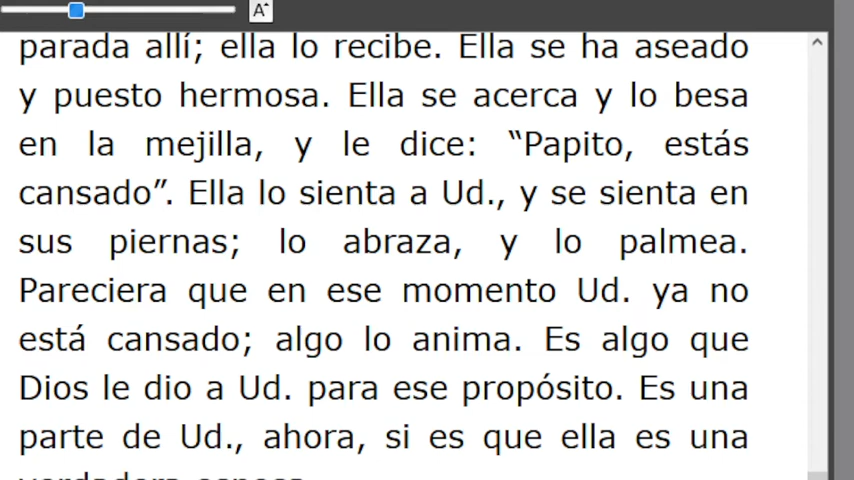 A
parada allí; ella lo recibe. Ella se ha aseado
y puesto hermosa. Ella se acerca y lo besa
en la mejilla, y le dice: “Papito, estás
cansado”. Ella lo sienta a Ud., y se sienta en
sus piernas; lo abraza, y lo palmea.
Pareciera que en ese momento Ud. ya no
está cansado; algo lo anima. Es algo que
Dios le dio a Ud. para ese propósito. Es una
parte de Ud., ahora, si es que ella es una
verdadera esposa